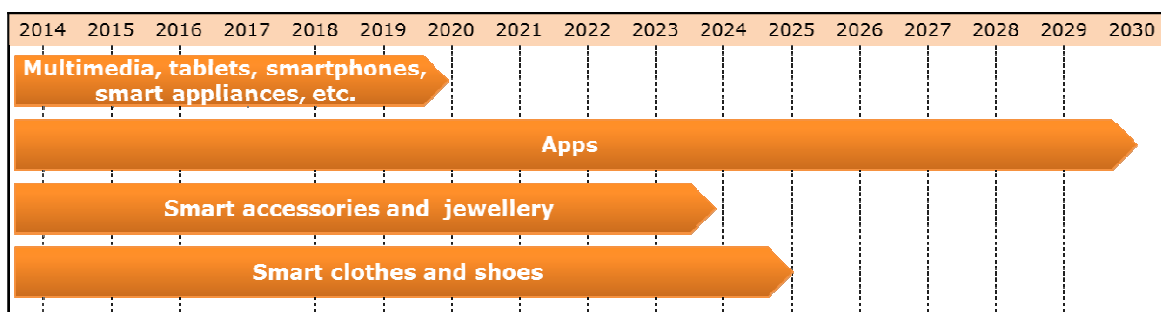 2014 2015 2016 2017 2018 2019 2020 2021 2022 2023 2024 2025 2026 2027 2028 2029 2030
Multimedia, tablets, smartphones,
smart appliances, etc.
Apps
Smart accessories and jewellery
Smart clothes and shoes